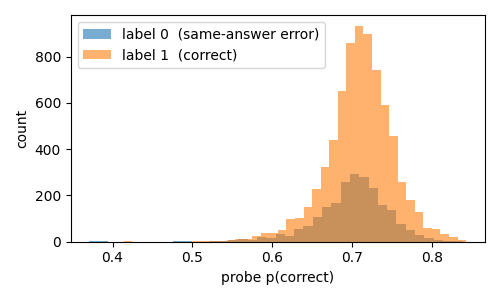 label 0  (same-answer error)
label 1  (correct)
count
800
600
400
200
0
0.4 0.5 0.6 0.7 0.8
probe p(correct)